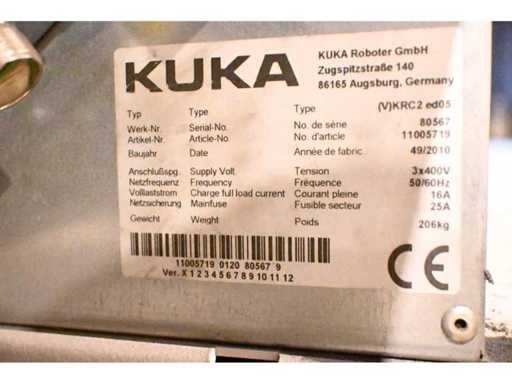 KUKA
KUKA Roboter GmbH
Zugspitzstraße 140
86165 Augsburg, Germany
Typ Type Type (V)KRC2 ed05
Werk-Nr. Serial-No. No. de série 80567
Artikel-Nr. Article-No. No. d'article 11005719
Baujahr Date Année de fabric 49/2010
Anschlußspg. Supply Volt Tension 3x400V
Netzfrequenz Frequency Fréquence 50/60Hz
Volllaststrom Charge full load current Courant pleine 16A
Netzsicherung Mainfuse Fusible secteur 25A
Gewicht Weight Poids 206kg
11005719 0120 80567 9
Ver. X 1 2 3 4 5 6 7 8 9 10 11 12
CE